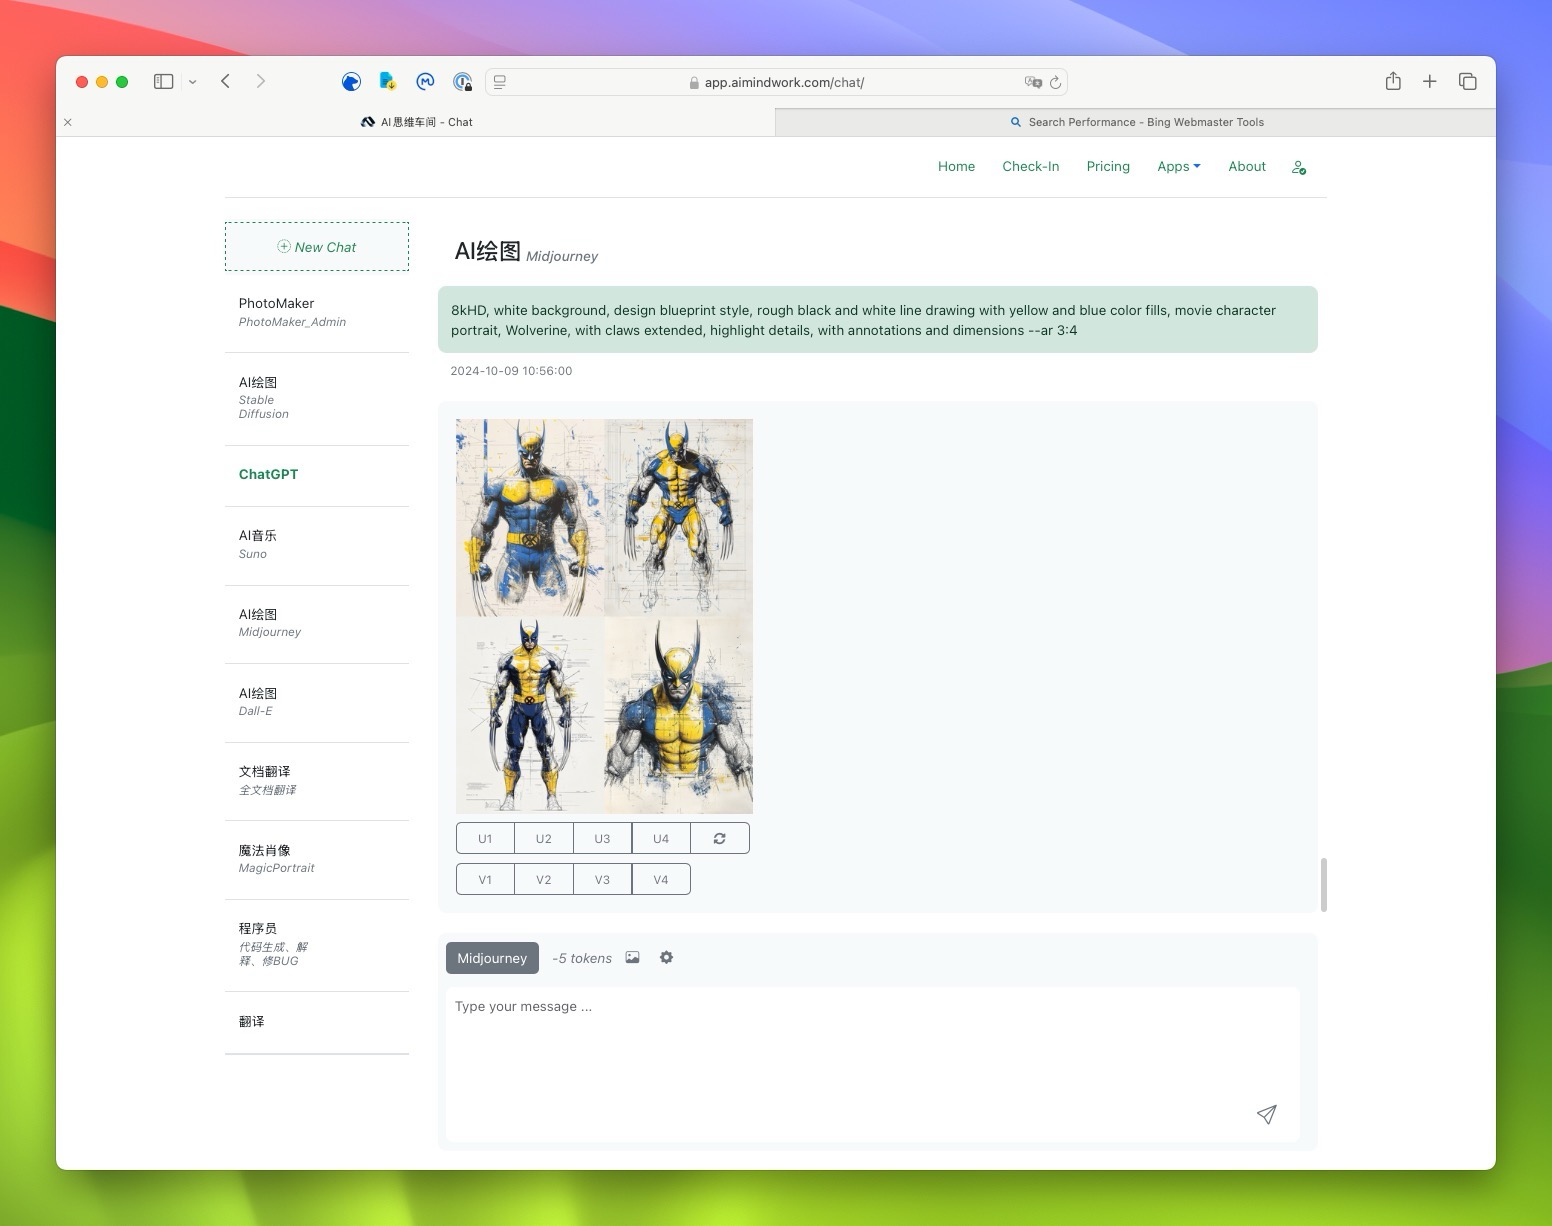 app.aimindwork.com/chat/
AI思维车间 - Chat
Search Performance - Bing Webmaster Tools
Home
Check-In
Pricing
Apps
About
New Chat
PhotoMaker
PhotoMaker_Admin
AI绘图
Stable
Diffusion
ChatGPT
AI音乐
Suno
AI绘图
Midjourney
AI绘图
Dall-E
文档翻译
全文档翻译
魔法肖像
MagicPortrait
程序员
代码生成、解
释、修BUG
翻译
AI绘图 Midjourney
8kHD, white background, design blueprint style, rough black and white line drawing with yellow and blue color fills, movie character
portrait, Wolverine, with claws extended, highlight details, with annotations and dimensions --ar 3:4
2024-10-09 10:56:00
U1
U2
U3
U4
V1
V2
V3
V4
Midjourney
-5 tokens
Type your message ...